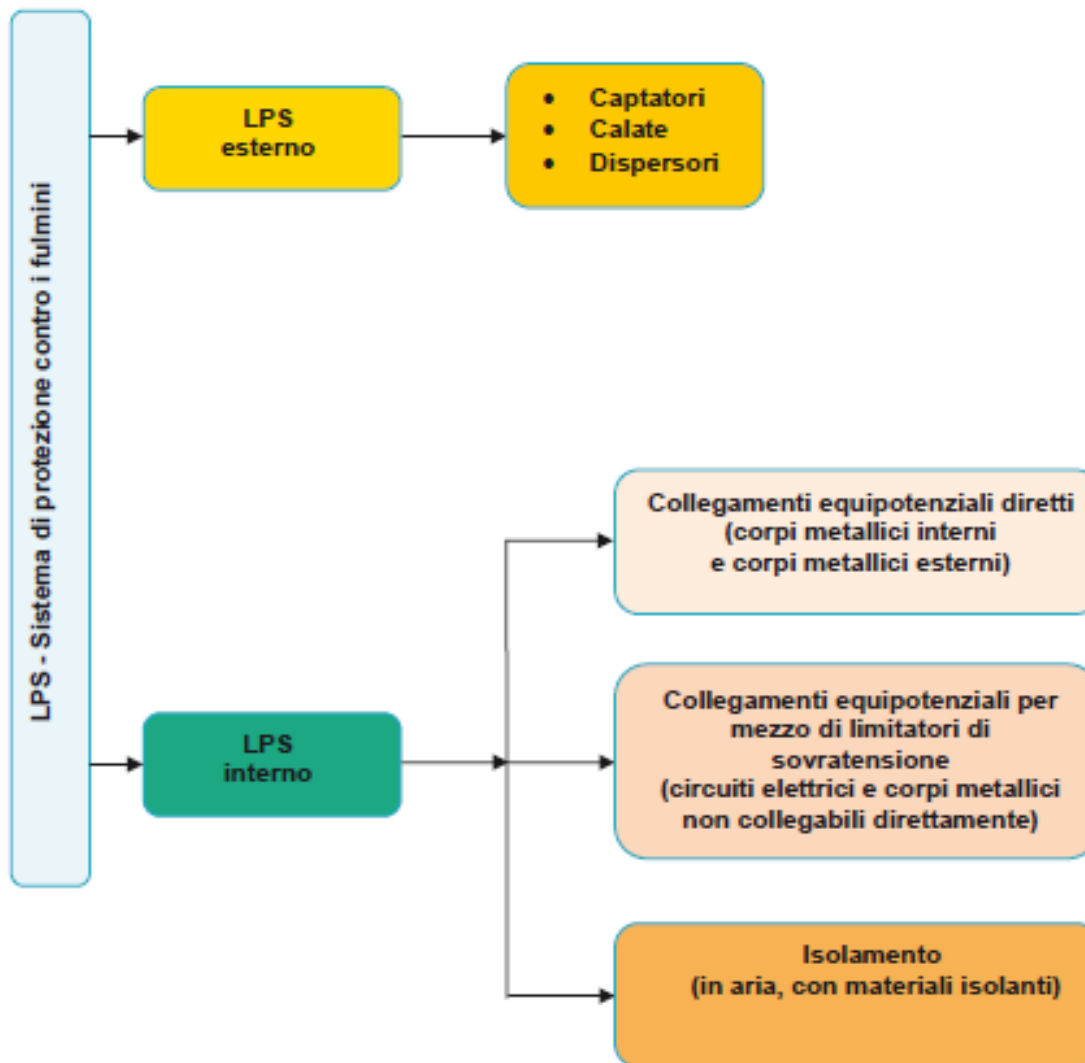 LPS - Sistema di protezione contro i fulmini
LPS
esterno
• Captatori
• Calate
• Dispersori
LPS
interno
Collegamenti equipotenziali diretti
(corpi metallici interni
e corpi metallici esterni)
Collegamenti equipotenziali per
mezzo di limitatori di
sovratensione
(circuiti elettrici e corpi metallici
non collegabili direttamente)
Isolamento
(in aria, con materiali isolanti)